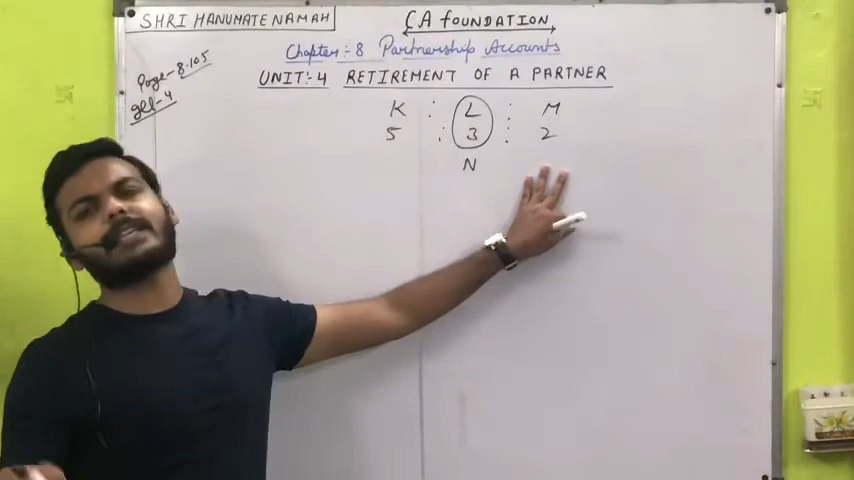 SHRI HANUMATE NAMAH
CA FOUNDATION
Chapter:-8 Partnership Accounts
UNIT:-4 RETIREMENT OF A PARTNER
Page-8.105
Ill-4
K : L : M
5 : 3 : 2
N